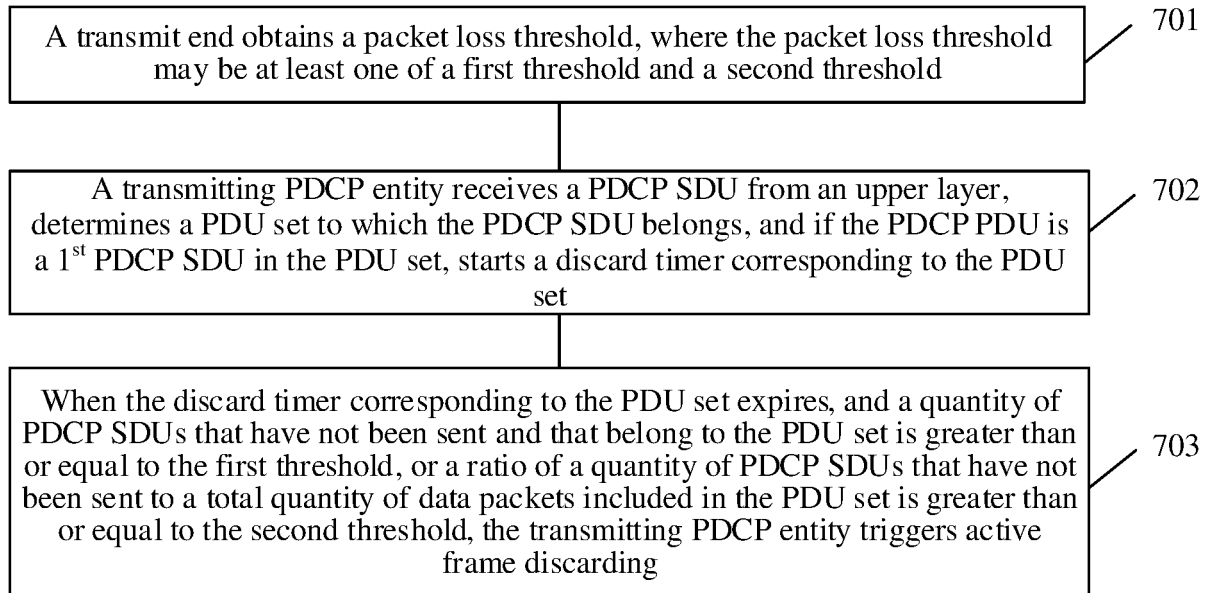 A transmit end obtains a packet loss threshold, where the packet loss threshold
may be at least one of a first threshold and a second threshold
701
A transmitting PDCP entity receives a PDCP SDU from an upper layer,
determines a PDU set to which the PDCP SDU belongs, and if the PDCP PDU is
a 1st PDCP SDU in the PDU set, starts a discard timer corresponding to the PDU
set
702
When the discard timer corresponding to the PDU set expires, and a quantity of
PDCP SDUs that have not been sent and that belong to the PDU set is greater than
or equal to the first threshold, or a ratio of a quantity of PDCP SDUs that have not
been sent to a total quantity of data packets included in the PDU set is greater than
or equal to the second threshold, the transmitting PDCP entity triggers active
frame discarding
703